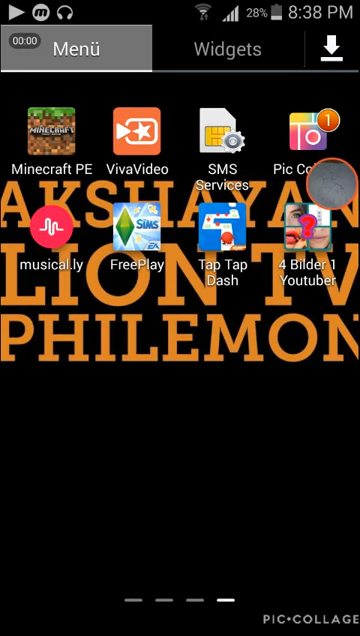 28% 8:38 PM
00:00
Menü Widgets
MINECRAFT
1
Minecraft PE VivaVideo SMS Services Pic Co
AKSHAYAN
SIMS
EA
musical.ly FreePlay Tap Tap Dash 4 Bilder 1 Youtuber
LION TV
PHILEMON
PIC•COLLAGE